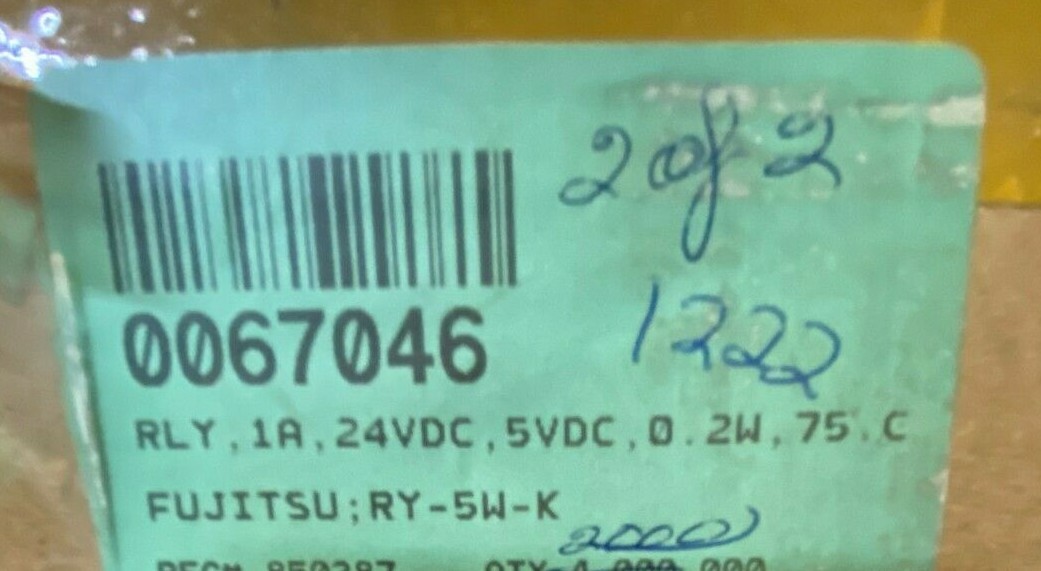 2 of 2
0067046
1222
RLY,1A,24VDC,5VDC,0.2W,75.C
FUJITSU;RY-5W-K
2000